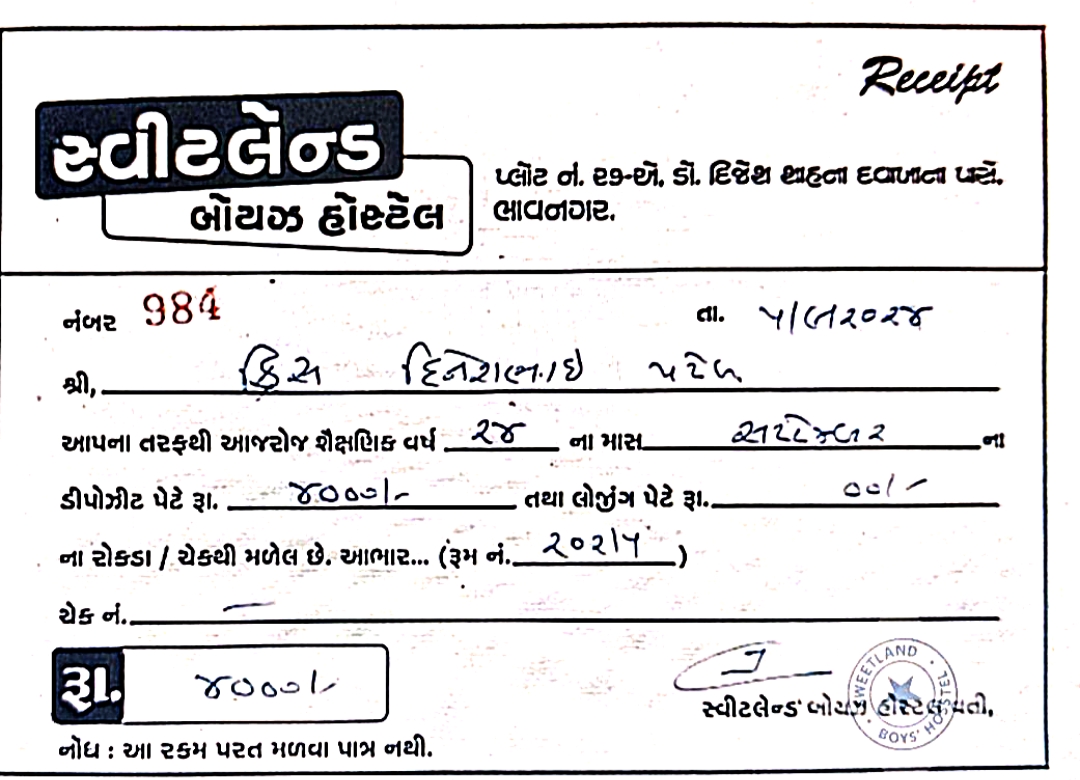 Receipt
સ્વીટલેન્ડ
બોયઝ હોસ્ટેલ
પ્લોટ નં. ૨૭-એ, ડૉ. દિજેશ શાહના દવાખાના પાસે.
ભાવનગર.
નંબર 984 તા. ૫/૯/૨૦૨૪
શ્રી, ક્રિસ દિનેશભાઈ પટેલ
આપના તરફથી આજરોજ શૈક્ષણિક વર્ષ ૨૪ ના માસ સપ્ટેમ્બર ના
ડીપોઝીટ પેટે રૂા. ૪૦૦૦/- તથા લોજીંગ પેટે રૂા. ૦૦/-
ના રોકડા / ચેકથી મળેલ છે. આભાર... (રૂમ નં. ૨૦૨/૫)
ચેક નં. —
રૂા. ૪૦૦૦/-
સ્વીટલેન્ડ બોયઝ હોસ્ટેલ વતી,
SWEETLAND BOYS' HOSTEL
નોંધ : આ રકમ પરત મળવા પાત્ર નથી.